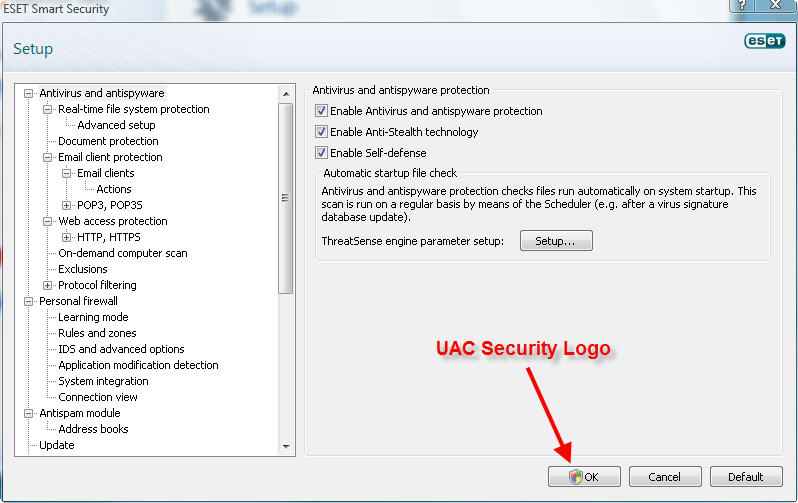 Setup
ESET Smart Security
Setup
eset
Antivirus and antispyware
Real-time file system protection
Advanced setup
Document protection
Email client protection
Email clients
Actions
POP3, POP3S
Web access protection
HTTP, HTTPS
On-demand computer scan
Exclusions
Protocol filtering
Personal firewall
Learning mode
Rules and zones
IDS and advanced options
Application modification detection
System integration
Connection view
Antispam module
Address books
Update
Antivirus and antispyware protection
Enable Antivirus and antispyware protection
Enable Anti-Stealth technology
Enable Self-defense
Automatic startup file check
Antivirus and antispyware protection checks files run automatically on system startup. This
scan is run on a regular basis by means of the Scheduler (e.g. after a virus signature
database update).
ThreatSense engine parameter setup: Setup...
UAC Security Logo
OK Cancel Default